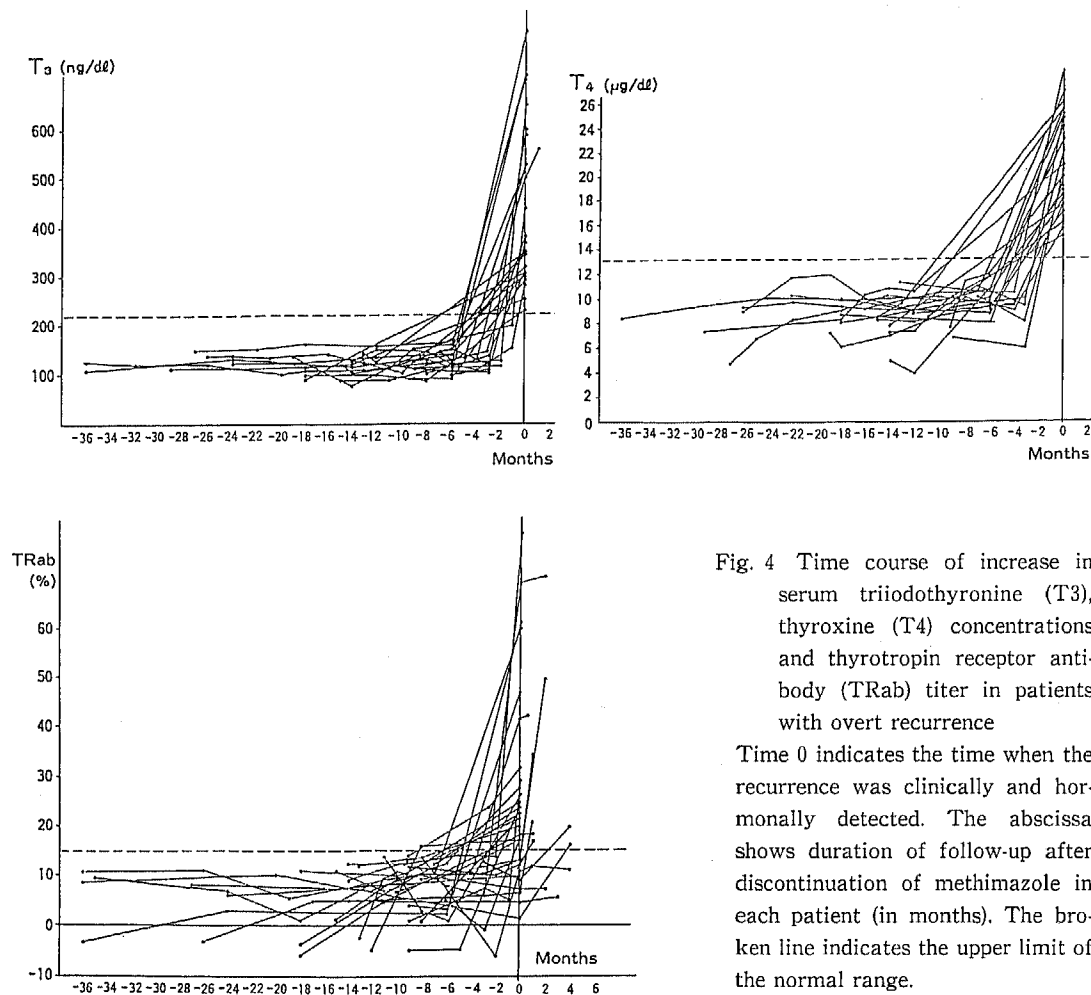 T₃ (ng/dℓ)
600
500
400
300
200
100
-36 -34 -32 -30 -28 -26 -24 -22 -20 -18 -16 -14 -12 -10 -8 -6 -4 -2 0 2
Months
T₄ (μg/dℓ)
26
24
22
20
18
16
14
12
10
8
6
4
2
0
-36 -34 -32 -30 -28 -26 -24 -22 -20 -18 -16 -14 -12 -10 -8 -6 -4 -2 0 2
Months
TRab
(%)
60
50
40
30
20
10
0
-10
Months
-36 -34 -32 -30 -28 -26 -24 -22 -20 -18 -16 -14 -12 -10 -8 -6 -4 -2 0 2 4 6
Fig. 4 Time course of increase in
serum triiodothyronine (T3),
thyroxine (T4) concentrations
and thyrotropin receptor anti-
body (TRab) titer in patients
with overt recurrence
Time 0 indicates the time when the
recurrence was clinically and hor-
monally detected. The abscissa
shows duration of follow-up after
discontinuation of methimazole in
each patient (in months). The bro-
ken line indicates the upper limit of
the normal range.